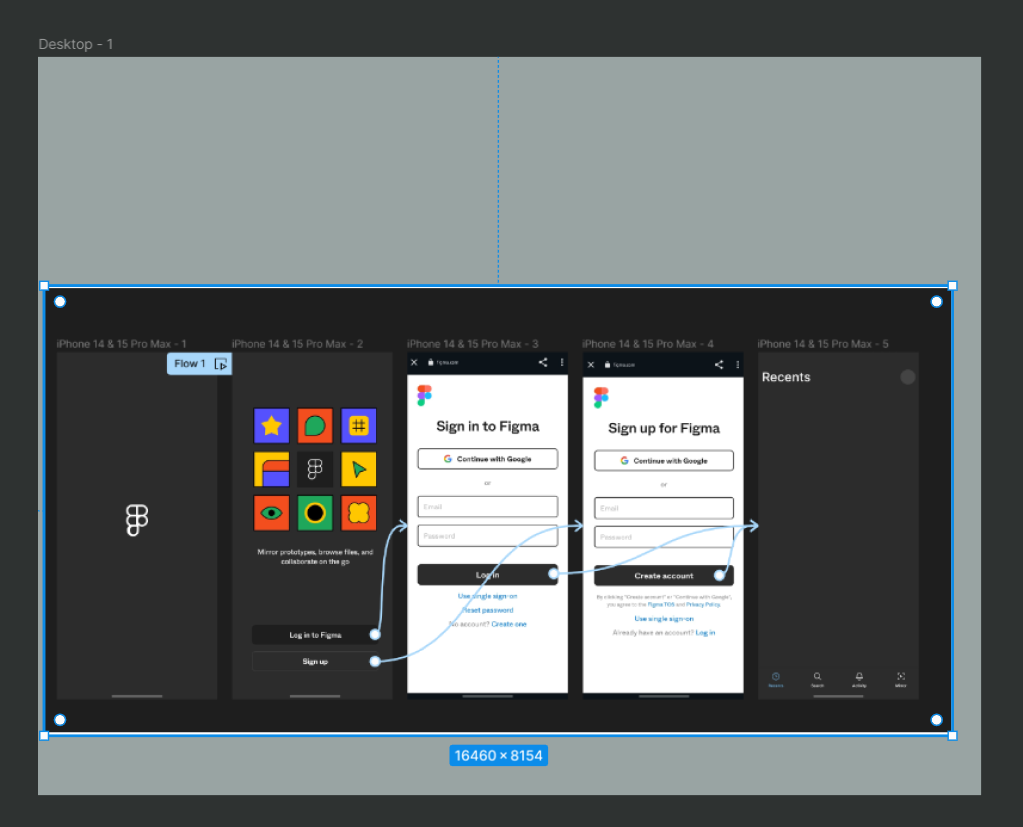 Desktop - 1
iPhone 14 & 15 Pro Max - 1
iPhone 14 & 15 Pro Max - 2
iPhone 14 & 15 Pro Max - 3
iPhone 14 & 15 Pro Max - 4
iPhone 14 & 15 Pro Max - 5
Flow 1
Mirror prototypes, browse files, and
collaborate on the go
Log in to Figma
Sign up
figma.com
Sign in to Figma
Continue with Google
or
Email
Password
Log in
Use single sign-on
Reset password
No account? Create one
figma.com
Sign up for Figma
Continue with Google
or
Email
Password
Create account
By clicking "Create account" or "Continue with Google",
you agree to the Figma TOS and Privacy Policy.
Use single sign-on
Already have an account? Log in
Recents
Recents
Search
Activity
Mirror
16460 × 8154